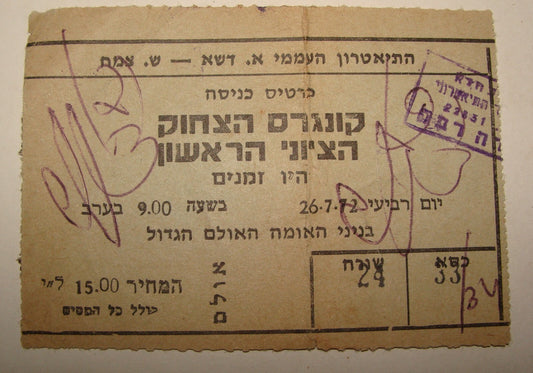 התיאטרון העממי א. דשא — ש. צמח
כרטיס כניסה
קונגרס הצחוק
הציוני הראשון
היו זמנים
יום רביעי 26.7.72 בשעה 9.00 בערב
בניני האומה האולם הגדול
כסא
שורה
אולם
המחיר 15.00 ל״י
כולל כל המסים
33
24